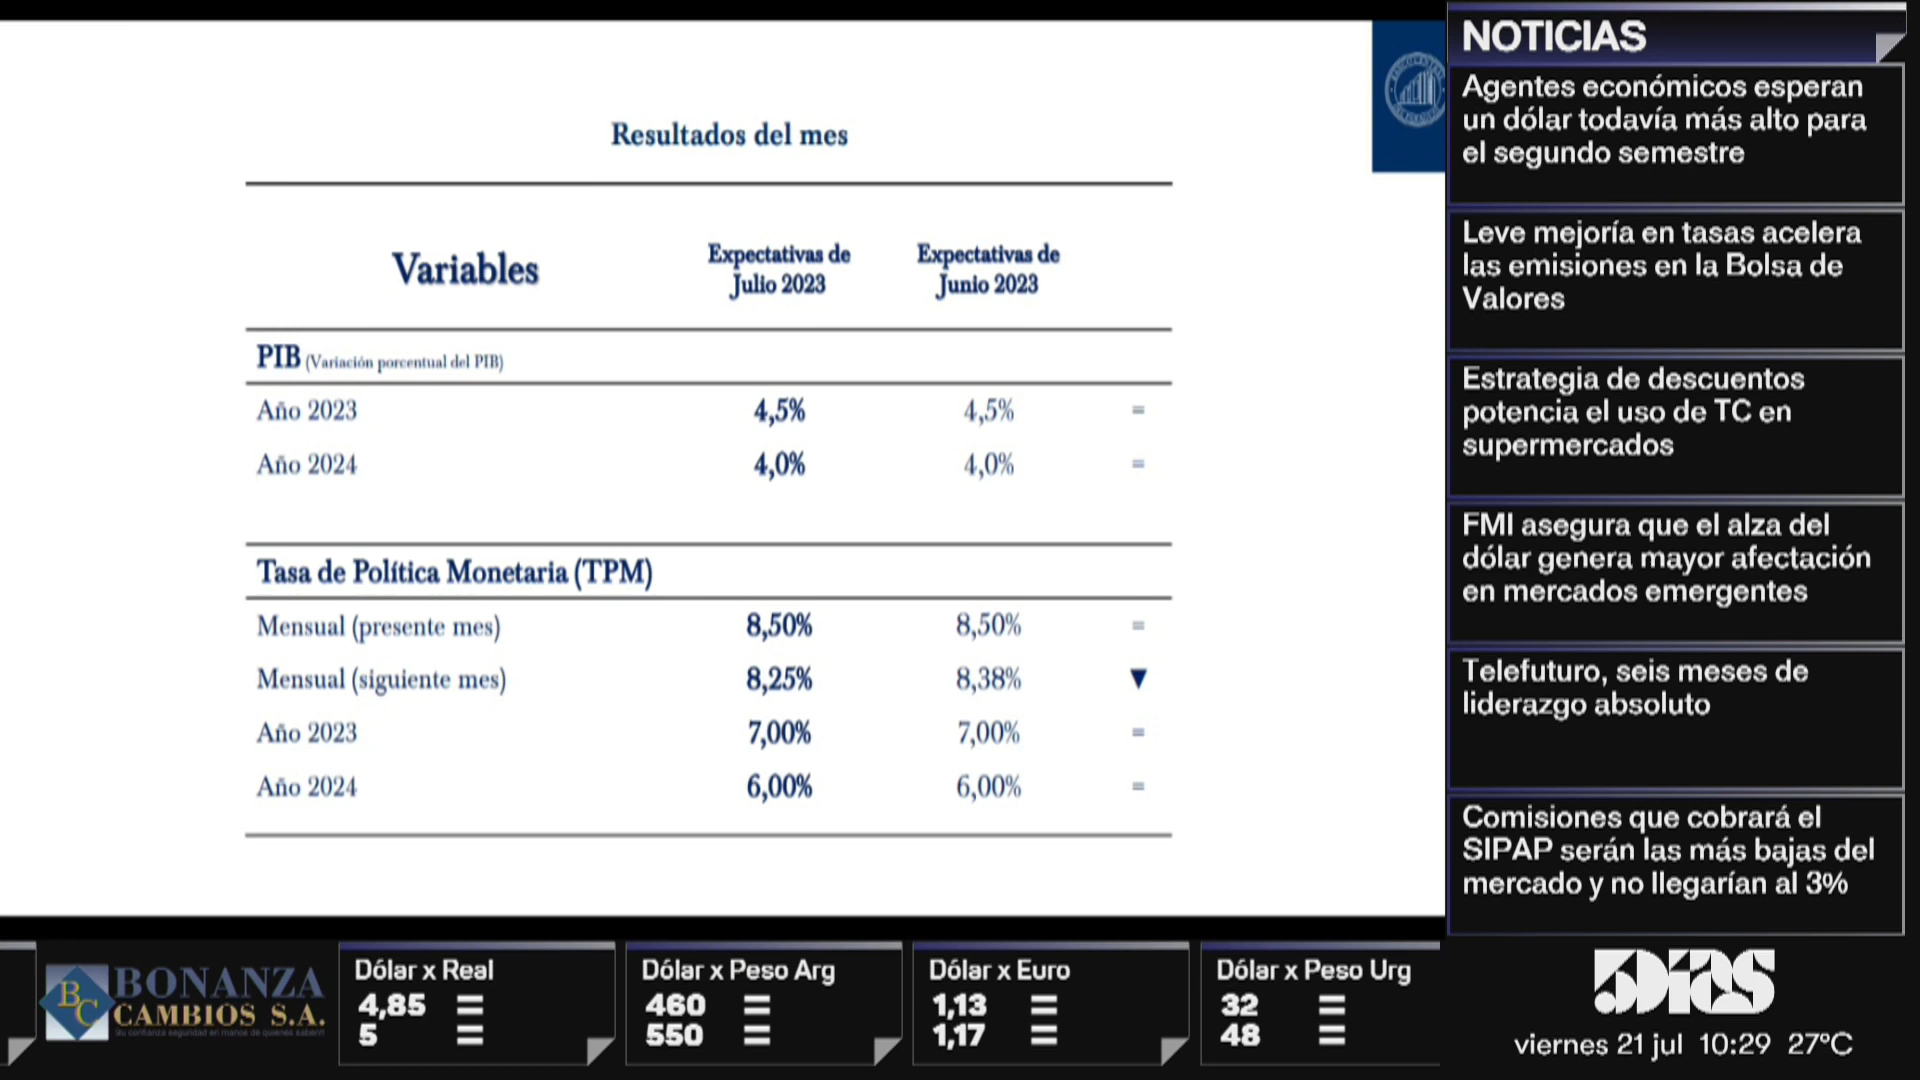 Resultados del mes
Variables
Expectativas de
Julio 2023
Expectativas de
Junio 2023
PIB (Variación porcentual del PIB)
Año 2023 4,5% 4,5% =
Año 2024 4,0% 4,0% =
Tasa de Política Monetaria (TPM)
Mensual (presente mes) 8,50% 8,50% =
Mensual (siguiente mes) 8,25% 8,38% ▼
Año 2023 7,00% 7,00% =
Año 2024 6,00% 6,00% =
NOTICIAS
Agentes económicos esperan
un dólar todavía más alto para
el segundo semestre
Leve mejoría en tasas acelera
las emisiones en la Bolsa de
Valores
Estrategia de descuentos
potencia el uso de TC en
supermercados
FMI asegura que el alza del
dólar genera mayor afectación
en mercados emergentes
Telefuturo, seis meses de
liderazgo absoluto
Comisiones que cobrará el
SIPAP serán las más bajas del
mercado y no llegarían al 3%
BC
BONANZA
CAMBIOS S.A.
Dólar x Real
4,85 =
5 =
Dólar x Peso Arg
460 =
550 =
Dólar x Euro
1,13 =
1,17 =
Dólar x Peso Urg
32 =
48 =
5Días
viernes 21 jul 10:29 27°C